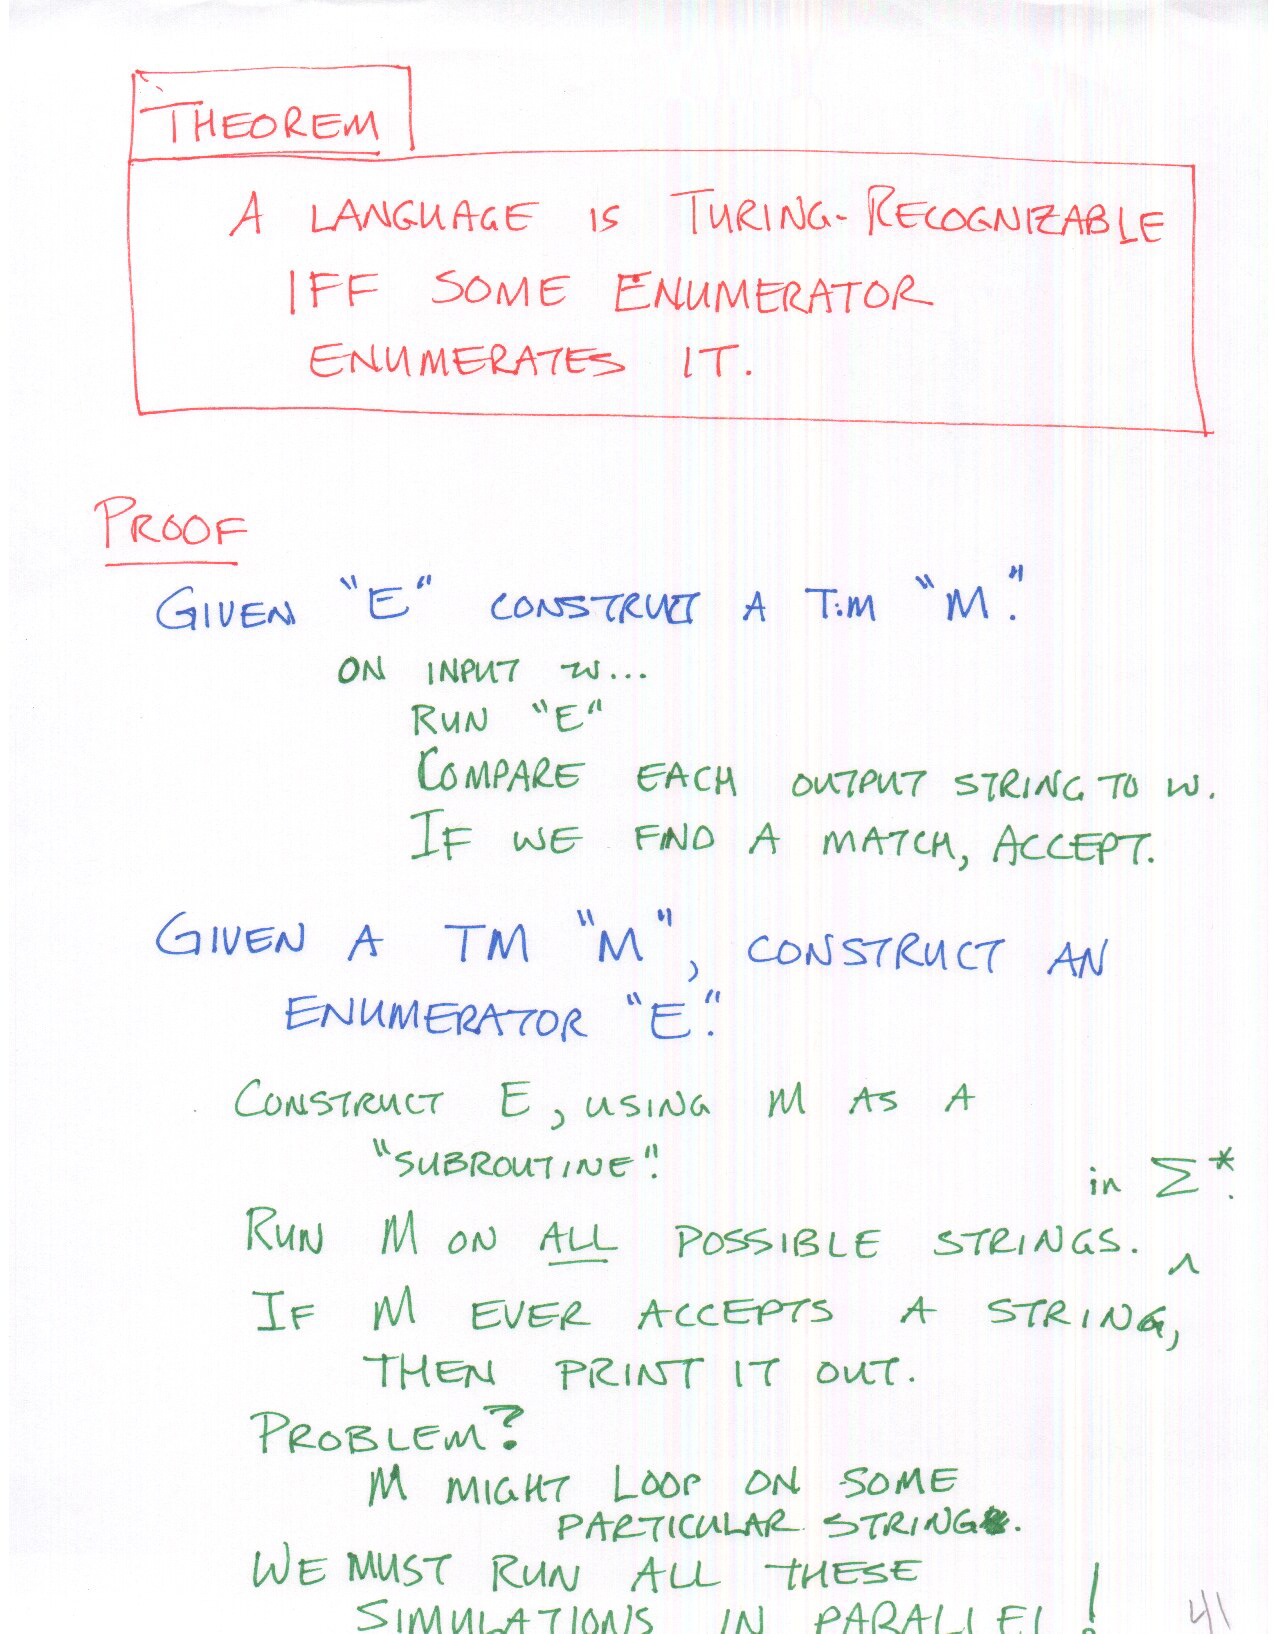 THEOREM
A LANGUAGE IS TURING-RECOGNIZABLE
IFF SOME ENUMERATOR
ENUMERATES IT.
PROOF
GIVEN "E" CONSTRUCT A T.M "M."
ON INPUT w...
RUN "E"
COMPARE EACH OUTPUT STRING TO w.
IF WE FIND A MATCH, ACCEPT.
GIVEN A TM "M", CONSTRUCT AN
ENUMERATOR "E."
CONSTRUCT E, USING M AS A
"SUBROUTINE."
in Σ*.
RUN M ON ALL POSSIBLE STRINGS. ^
IF M EVER ACCEPTS A STRING,
THEN PRINT IT OUT.
PROBLEM?
M MIGHT LOOP ON SOME
PARTICULAR STRING.
WE MUST RUN ALL THESE
SIMULATIONS IN PARALLEL!
41